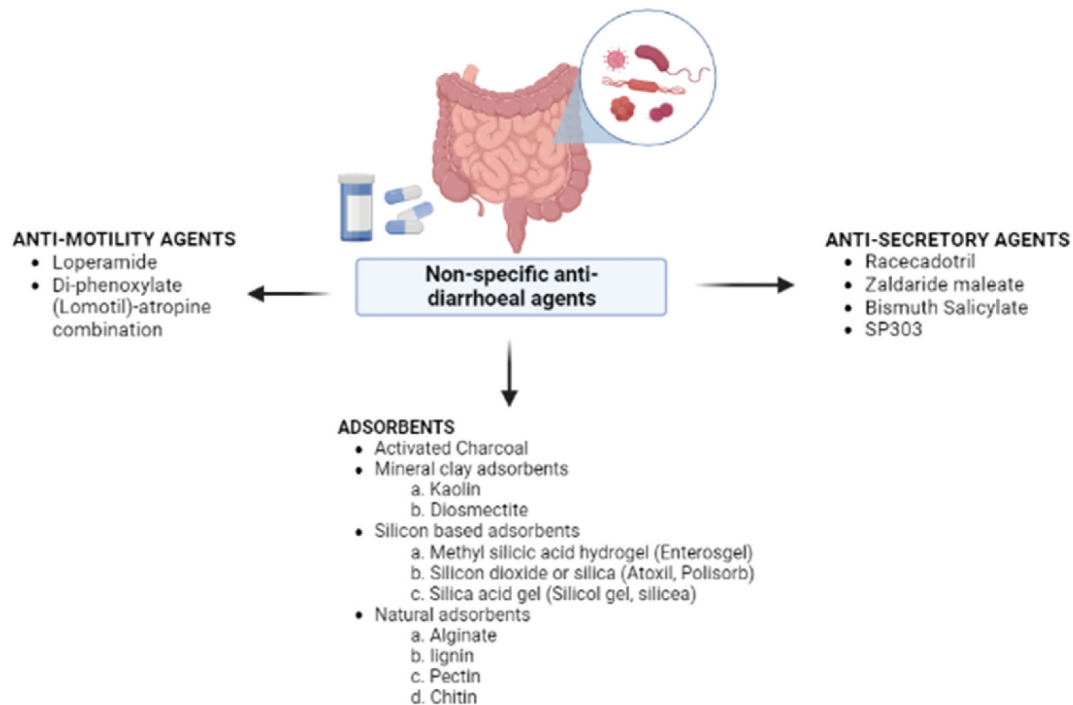 Non-specific anti-
diarrhoeal agents
ANTI-MOTILITY AGENTS
• Loperamide
• Di-phenoxylate
(Lomotil)-atropine
combination
ANTI-SECRETORY AGENTS
• Racecadotril
• Zaldaride maleate
• Bismuth Salicylate
• SP303
ADSORBENTS
• Activated Charcoal
• Mineral clay adsorbents
a. Kaolin
b. Diosmectite
• Silicon based adsorbents
a. Methyl silicic acid hydrogel (Enterosgel)
b. Silicon dioxide or silica (Atoxil, Polisorb)
c. Silica acid gel (Silicol gel, silicea)
• Natural adsorbents
a. Alginate
b. lignin
c. Pectin
d. Chitin